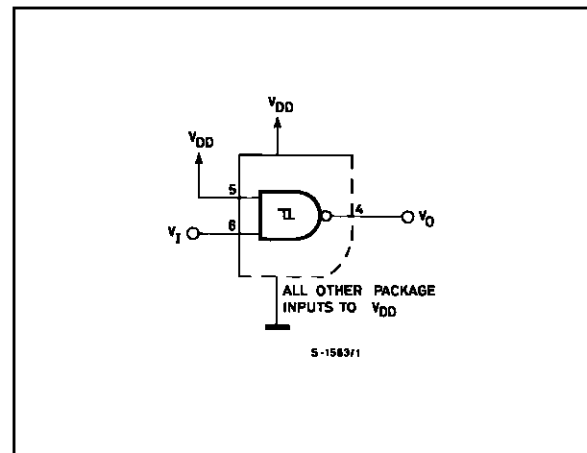 VDD
VDD
5
6
4
VI
VO
ALL OTHER PACKAGE
INPUTS TO VDD
S-1563/1